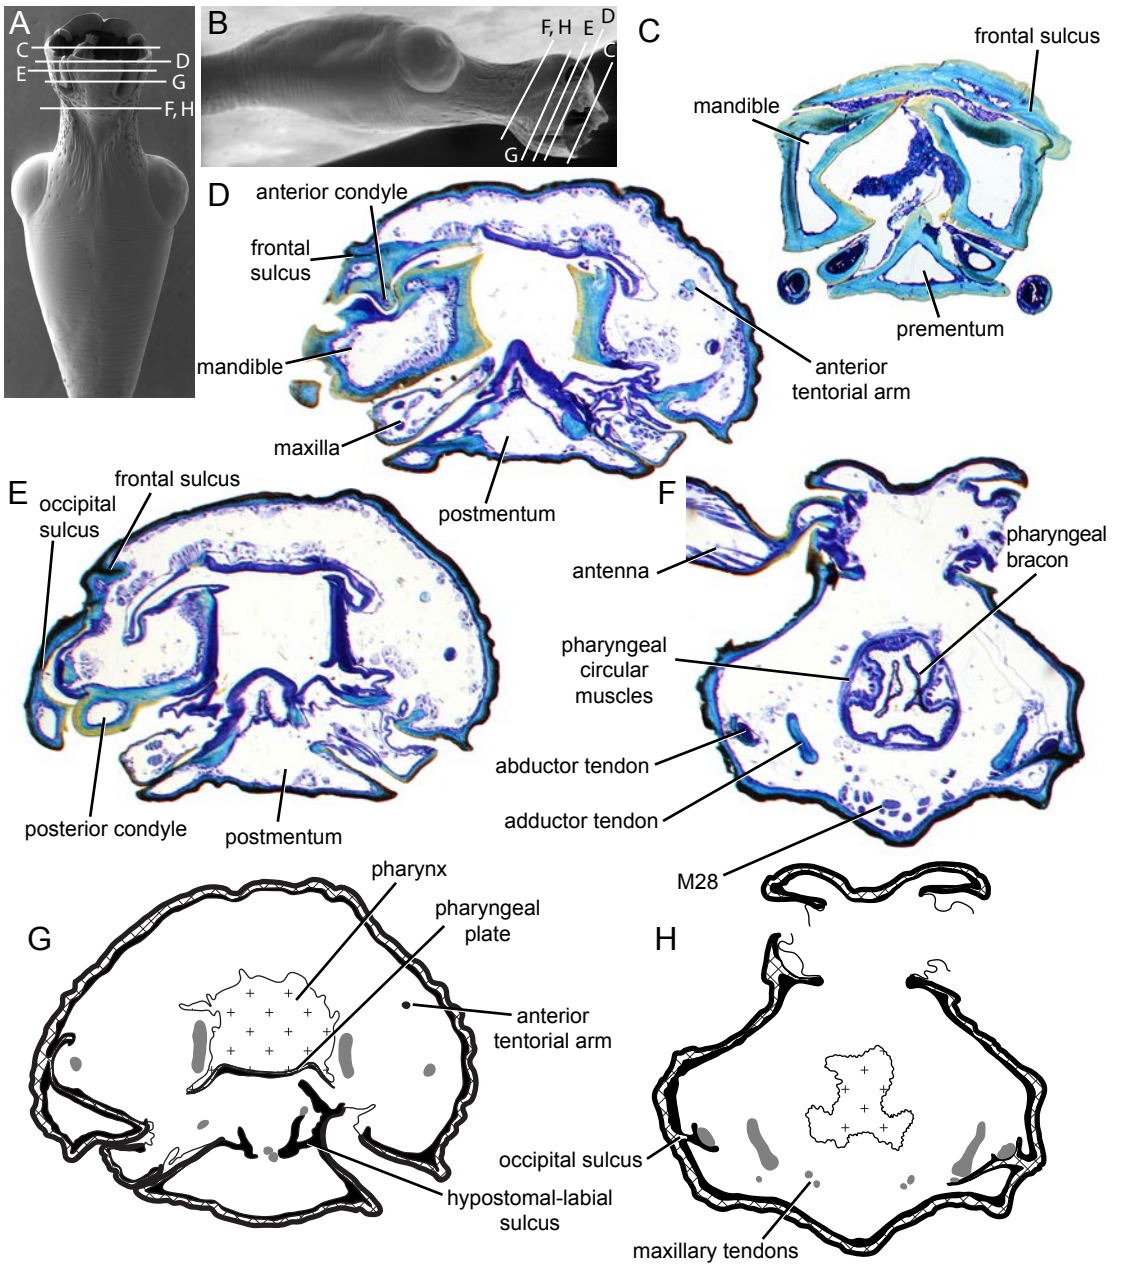 A
C
D
E
G
F, H
B
F, H
E
D
C
G
C
frontal sulcus
mandible
prementum
D
anterior condyle
frontal
sulcus
mandible
maxilla
postmentum
anterior
tentorial arm
E
frontal sulcus
occipital
sulcus
posterior condyle
postmentum
F
antenna
pharyngeal
bracon
pharyngeal
circular
muscles
abductor tendon
adductor tendon
M28
G
pharynx
pharyngeal
plate
anterior
tentorial arm
hypostomal-labial
sulcus
H
occipital sulcus
maxillary tendons